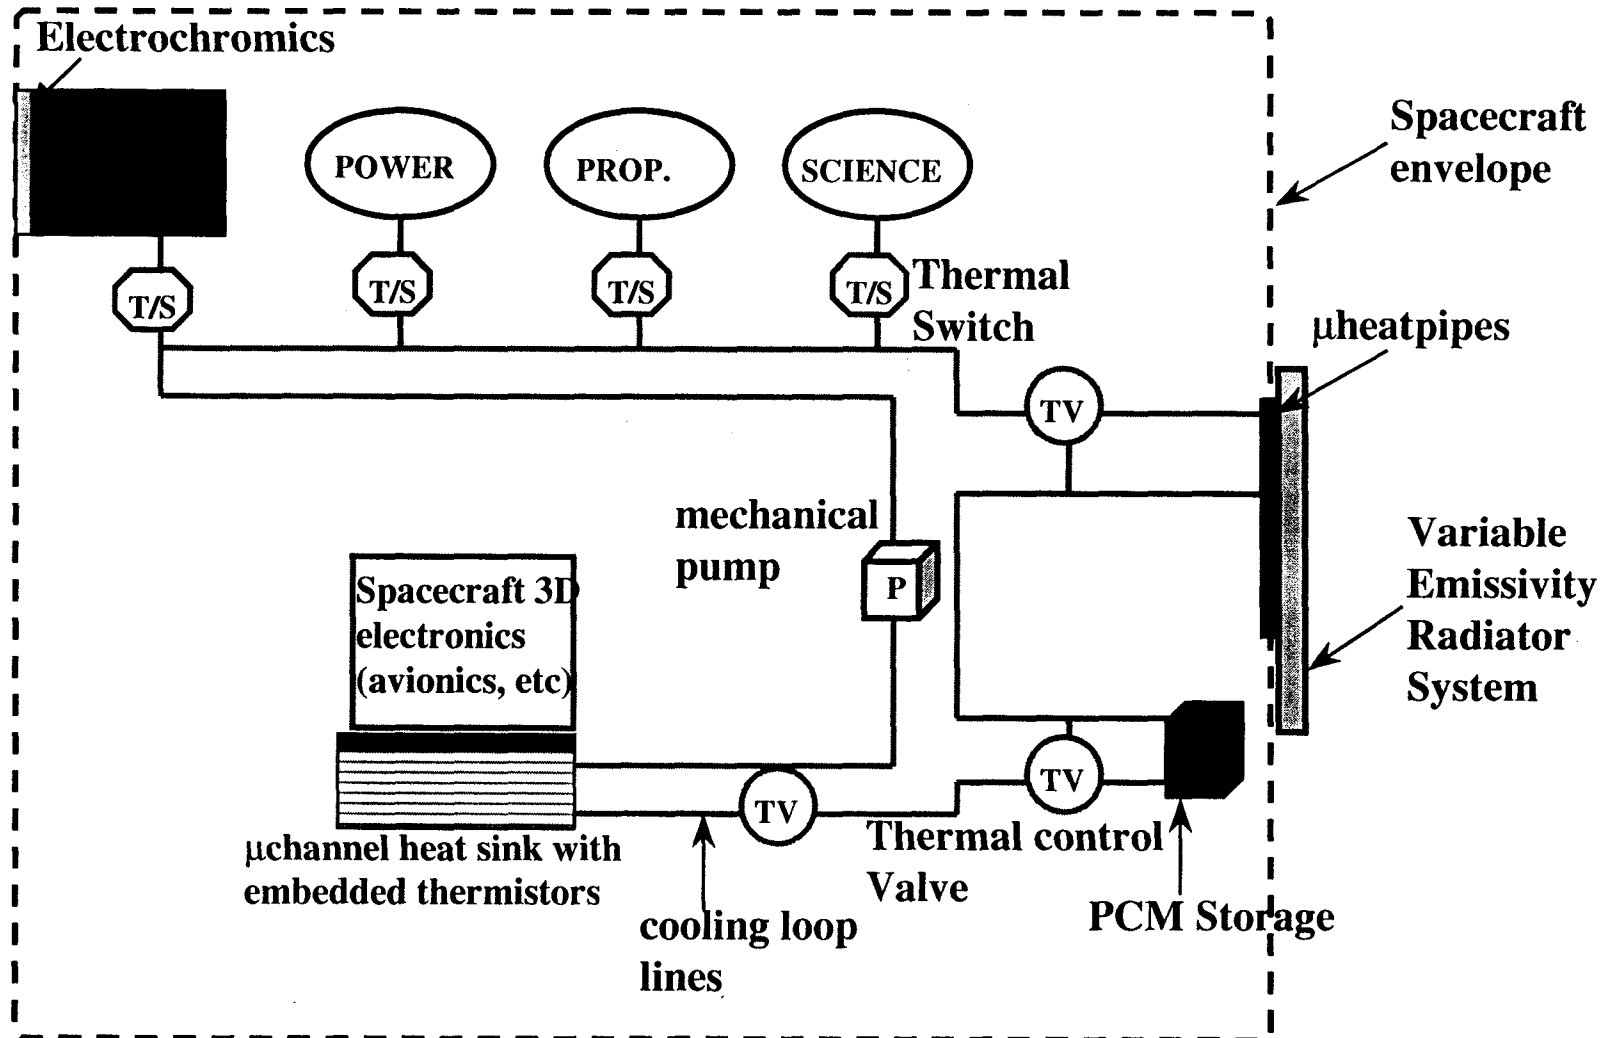 Electrochromics
POWER
PROP.
SCIENCE
Spacecraft
envelope
T/S
T/S
T/S
T/S
Thermal
Switch
μheatpipes
TV
mechanical
pump
P
Variable
Emissivity
Radiator
System
Spacecraft 3D
electronics
(avionics, etc)
TV
TV
μchannel heat sink with
embedded thermistors
Thermal control
Valve
cooling loop
lines
PCM Storage